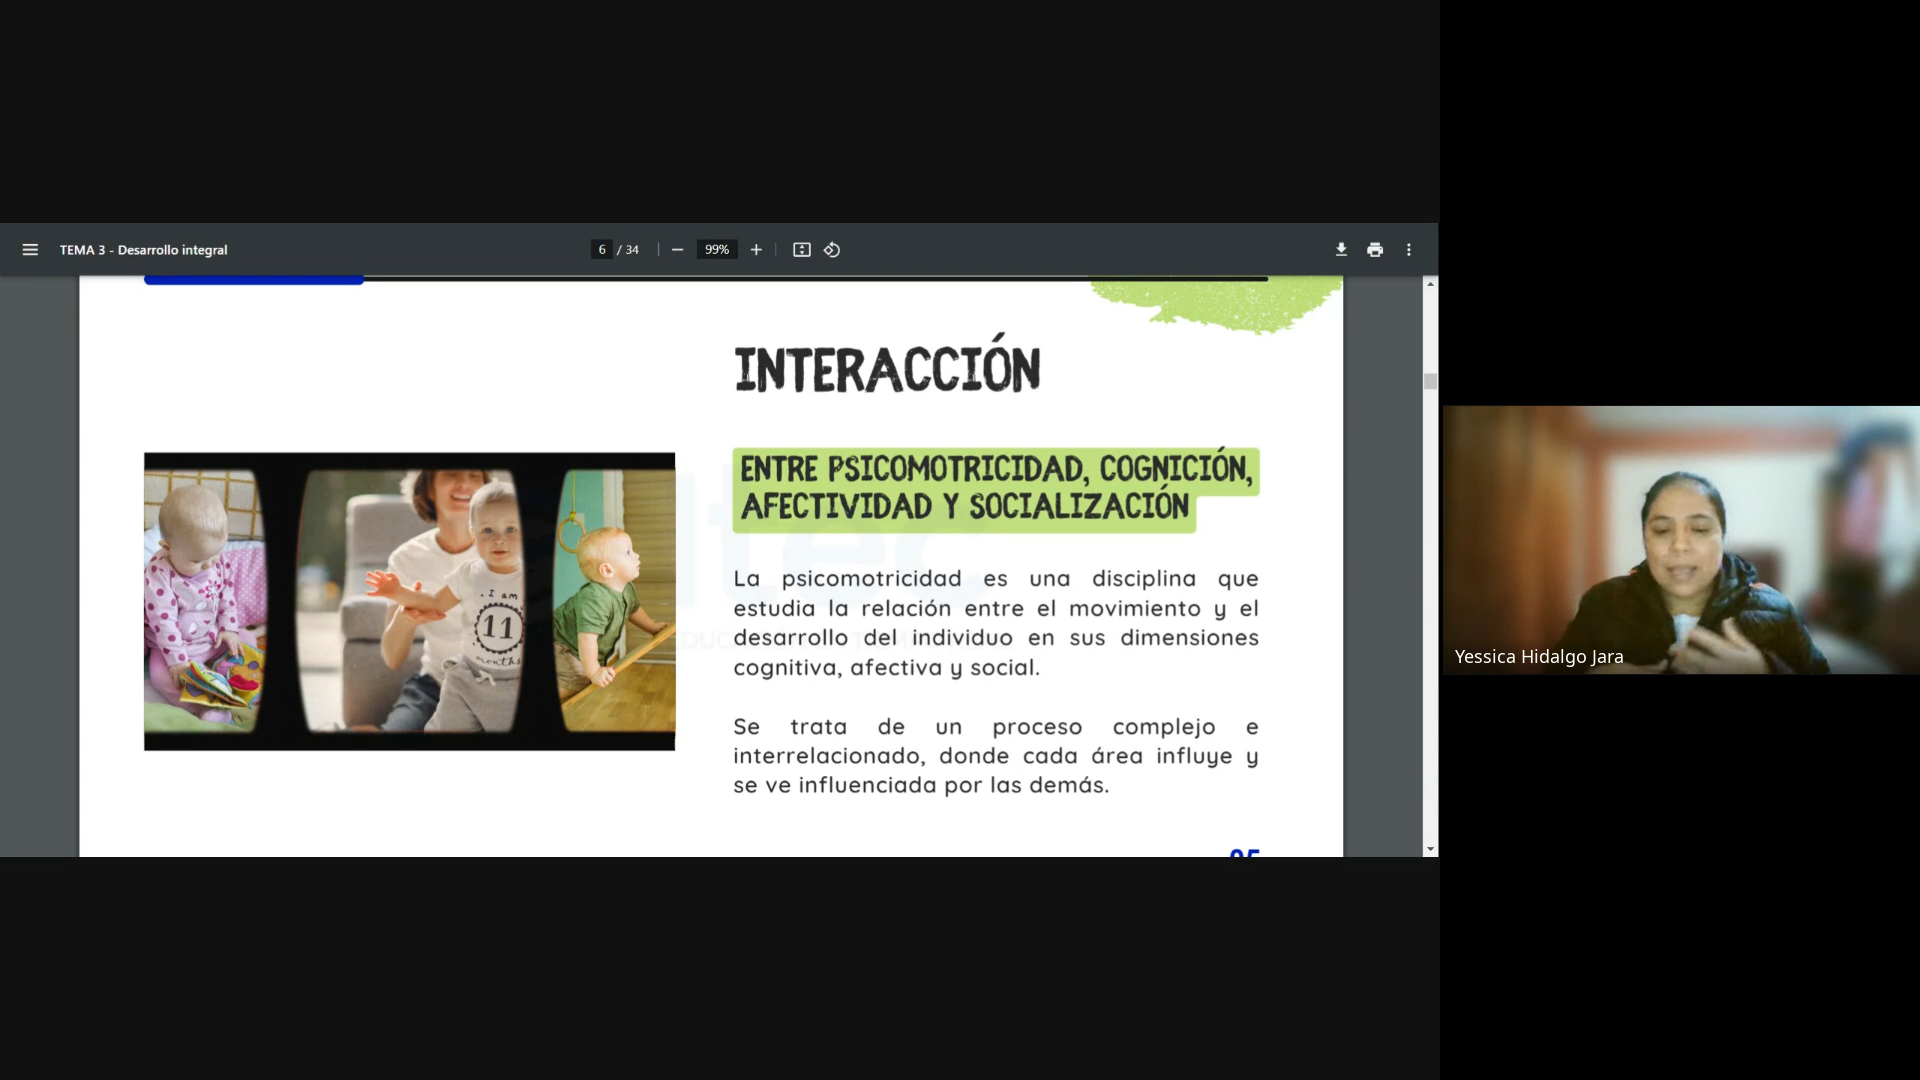 TEMA 3 - Desarrollo integral
6 / 34
99%
INTERACCIÓN
ENTRE PSICOMOTRICIDAD, COGNICIÓN,
AFECTIVIDAD Y SOCIALIZACIÓN
La psicomotricidad es una disciplina que
estudia la relación entre el movimiento y el
desarrollo del individuo en sus dimensiones
cognitiva, afectiva y social.
Se trata de un proceso complejo e
interrelacionado, donde cada área influye y
se ve influenciada por las demás.
I am
11
months
Yessica Hidalgo Jara